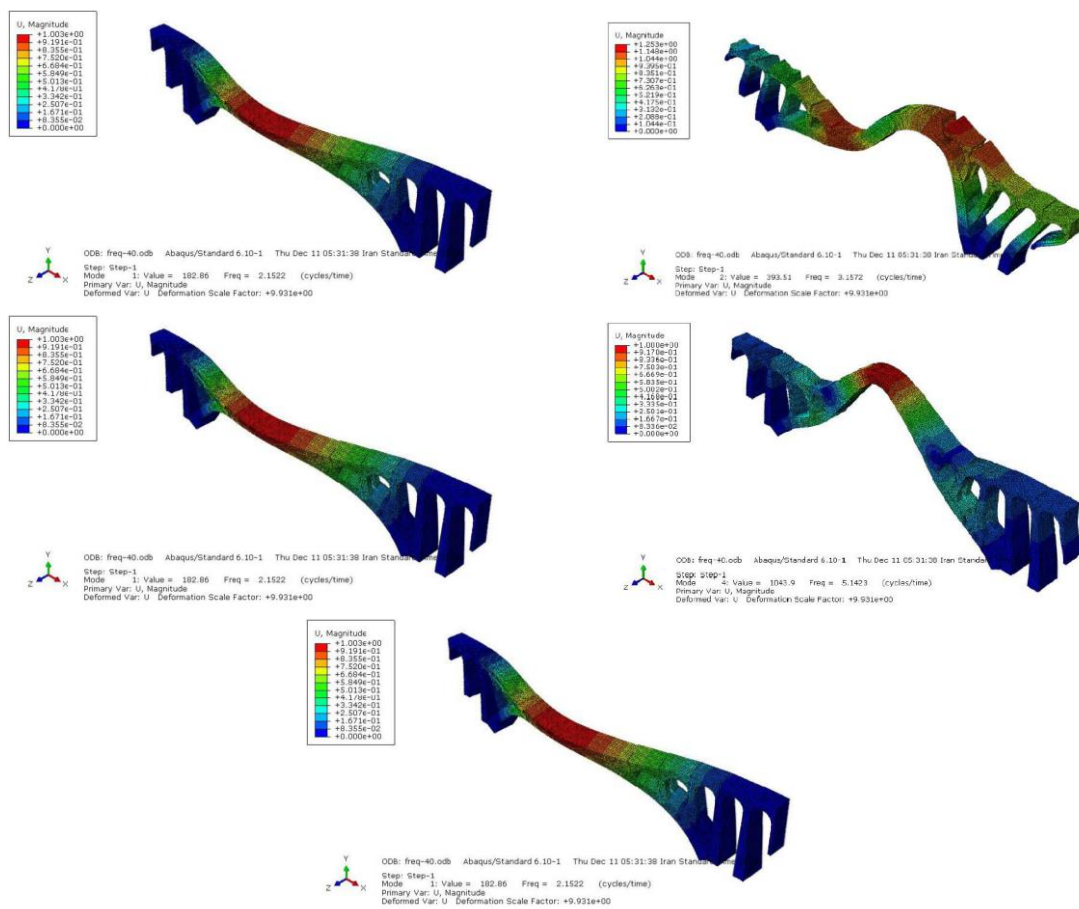 U, Magnitude
+1.003e+00
+9.191e-01
+8.355e-01
+7.520e-01
+6.684e-01
+5.849e-01
+5.013e-01
+4.178e-01
+3.342e-01
+2.507e-01
+1.671e-01
+8.355e-02
+0.000e+00
Y
Z
X
ODB: freq-40.odb Abaqus/Standard 6.10-1 Thu Dec 11 05:31:38 Iran Standard
Step: Step-1
Mode 1: Value = 182.86 Freq = 2.1522 (cycles/time)
Primary Var: U, Magnitude
Deformed Var: U Deformation Scale Factor: +9.931e+00
U, Magnitude
+1.253e+00
+1.148e+00
+1.044e+00
+9.395e-01
+8.351e-01
+7.307e-01
+6.263e-01
+5.219e-01
+4.175e-01
+3.132e-01
+2.088e-01
+1.044e-01
+0.000e+00
Y
Z
X
ODB: freq-40.odb Abaqus/Standard 6.10-1 Thu Dec 11 05:31:38 Iran Standard
Step: Step-1
Mode 2: Value = 393.51 Freq = 3.1572 (cycles/time)
Primary Var: U, Magnitude
Deformed Var: U Deformation Scale Factor: +9.931e+00
U, Magnitude
+1.003e+00
+9.191e-01
+8.355e-01
+7.520e-01
+6.684e-01
+5.849e-01
+5.013e-01
+4.178e-01
+3.342e-01
+2.507e-01
+1.671e-01
+8.355e-02
+0.000e+00
Y
Z
X
ODB: freq-40.odb Abaqus/Standard 6.10-1 Thu Dec 11 05:31:38 Iran Standard
Step: Step-1
Mode 1: Value = 182.86 Freq = 2.1522 (cycles/time)
Primary Var: U, Magnitude
Deformed Var: U Deformation Scale Factor: +9.931e+00
U, Magnitude
+1.000e+00
+9.170e-01
+8.336e-01
+7.503e-01
+6.669e-01
+5.835e-01
+5.002e-01
+4.168e-01
+3.335e-01
+2.501e-01
+1.667e-01
+8.336e-02
+0.000e+00
Y
Z
X
ODB: freq-40.odb Abaqus/Standard 6.10-1 Thu Dec 11 05:31:38 Iran Standard
Step: Step-1
Mode 4: Value = 1043.9 Freq = 5.1423 (cycles/time)
Primary Var: U, Magnitude
Deformed Var: U Deformation Scale Factor: +9.931e+00
U, Magnitude
+1.003e+00
+9.191e-01
+8.355e-01
+7.520e-01
+6.684e-01
+5.849e-01
+5.013e-01
+4.178e-01
+3.342e-01
+2.507e-01
+1.671e-01
+8.355e-02
+0.000e+00
Y
Z
X
ODB: freq-40.odb Abaqus/Standard 6.10-1 Thu Dec 11 05:31:38 Iran Standard
Step: Step-1
Mode 1: Value = 182.86 Freq = 2.1522 (cycles/time)
Primary Var: U, Magnitude
Deformed Var: U Deformation Scale Factor: +9.931e+00